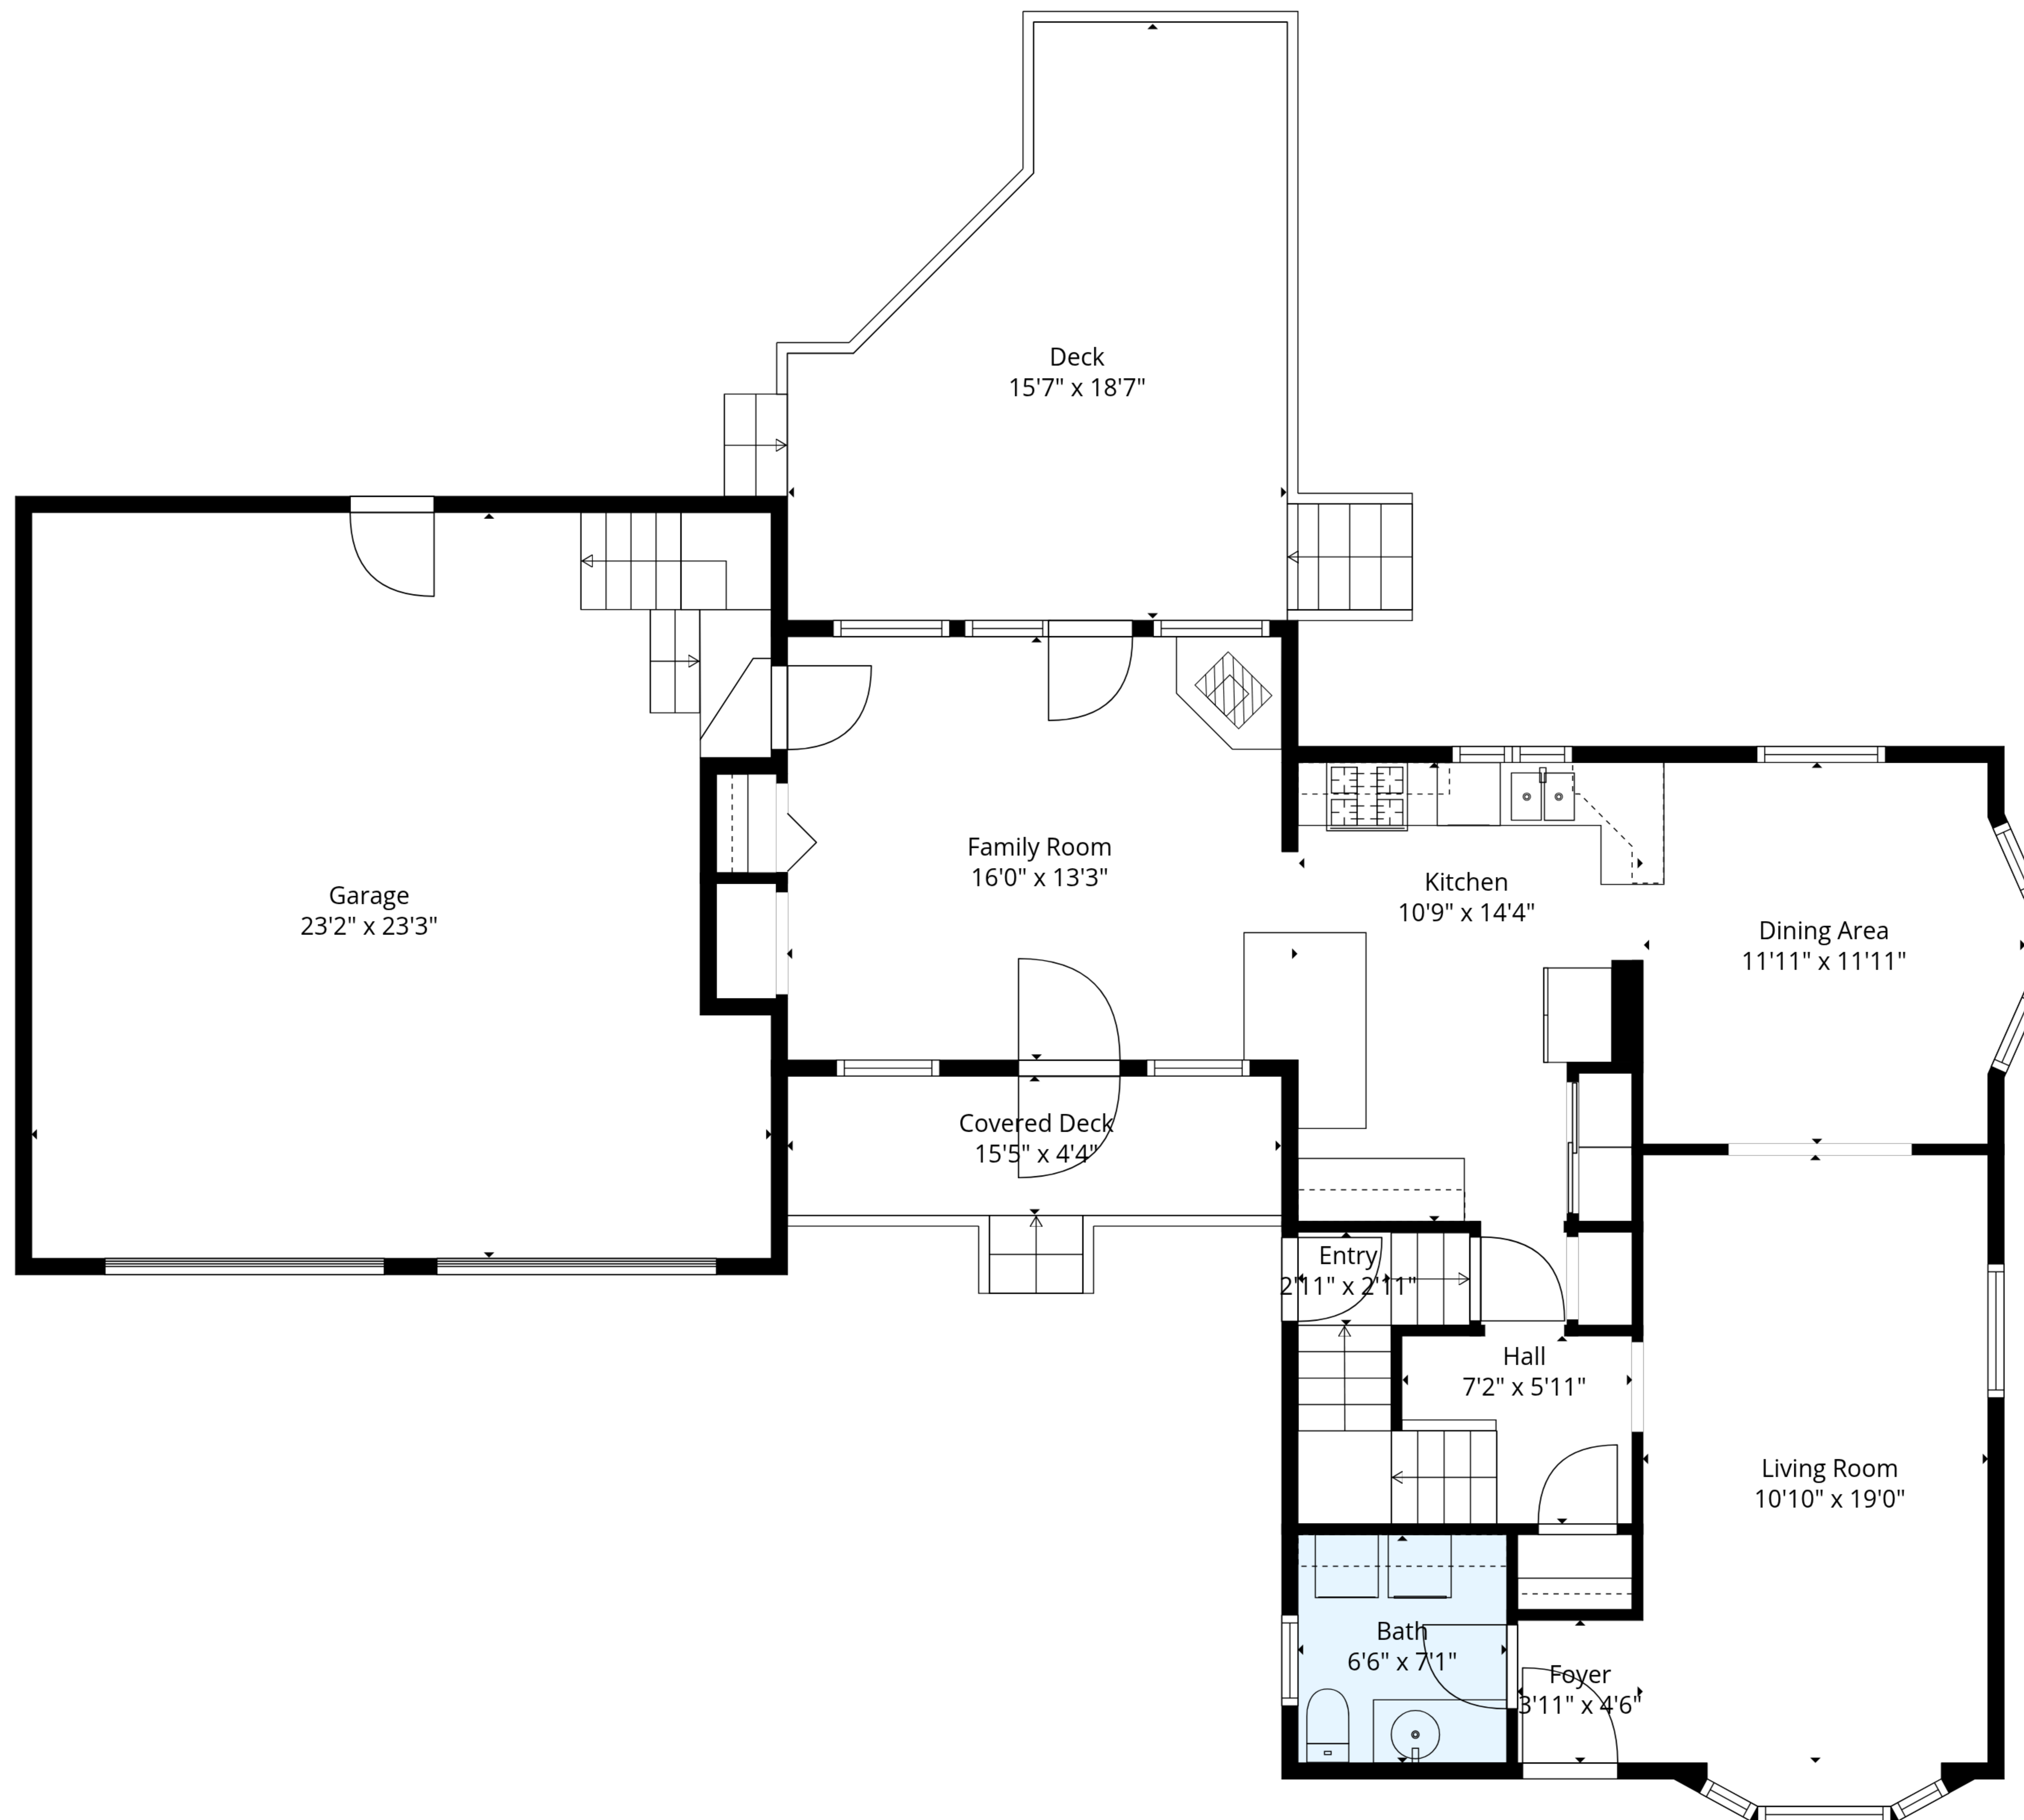 Deck
15'7" x 18'7"
Family Room
16'0" x 13'3"
Kitchen
10'9" x 14'4"
Garage
23'2" x 23'3"
Dining Area
11'11" x 11'11"
Covered Deck
15'5" x 4'4"
Entry
2'11" x 2'11"
Hall
7'2" x 5'11"
Living Room
10'10" x 19'0"
Bath
6'6" x 7'1"
Foyer
3'11" x 4'6"